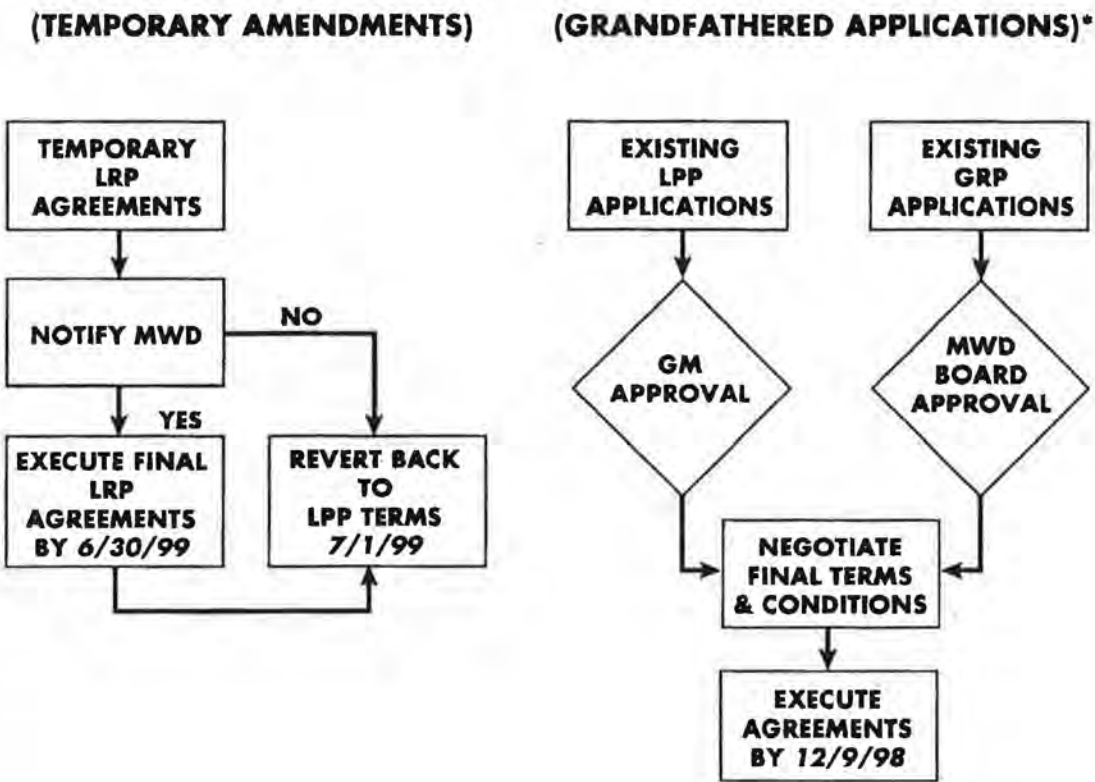 (TEMPORARY AMENDMENTS)
TEMPORARY
LRP
AGREEMENTS
NOTIFY MWD
NO
YES
EXECUTE FINAL
LRP
AGREEMENTS
BY 6/30/99
REVERT BACK
TO
LPP TERMS
7/1/99
(GRANDFATHERED APPLICATIONS)*
EXISTING
LPP
APPLICATIONS
EXISTING
GRP
APPLICATIONS
GM
APPROVAL
MWD
BOARD
APPROVAL
NEGOTIATE
FINAL TERMS
& CONDITIONS
EXECUTE
AGREEMENTS
BY 12/9/98